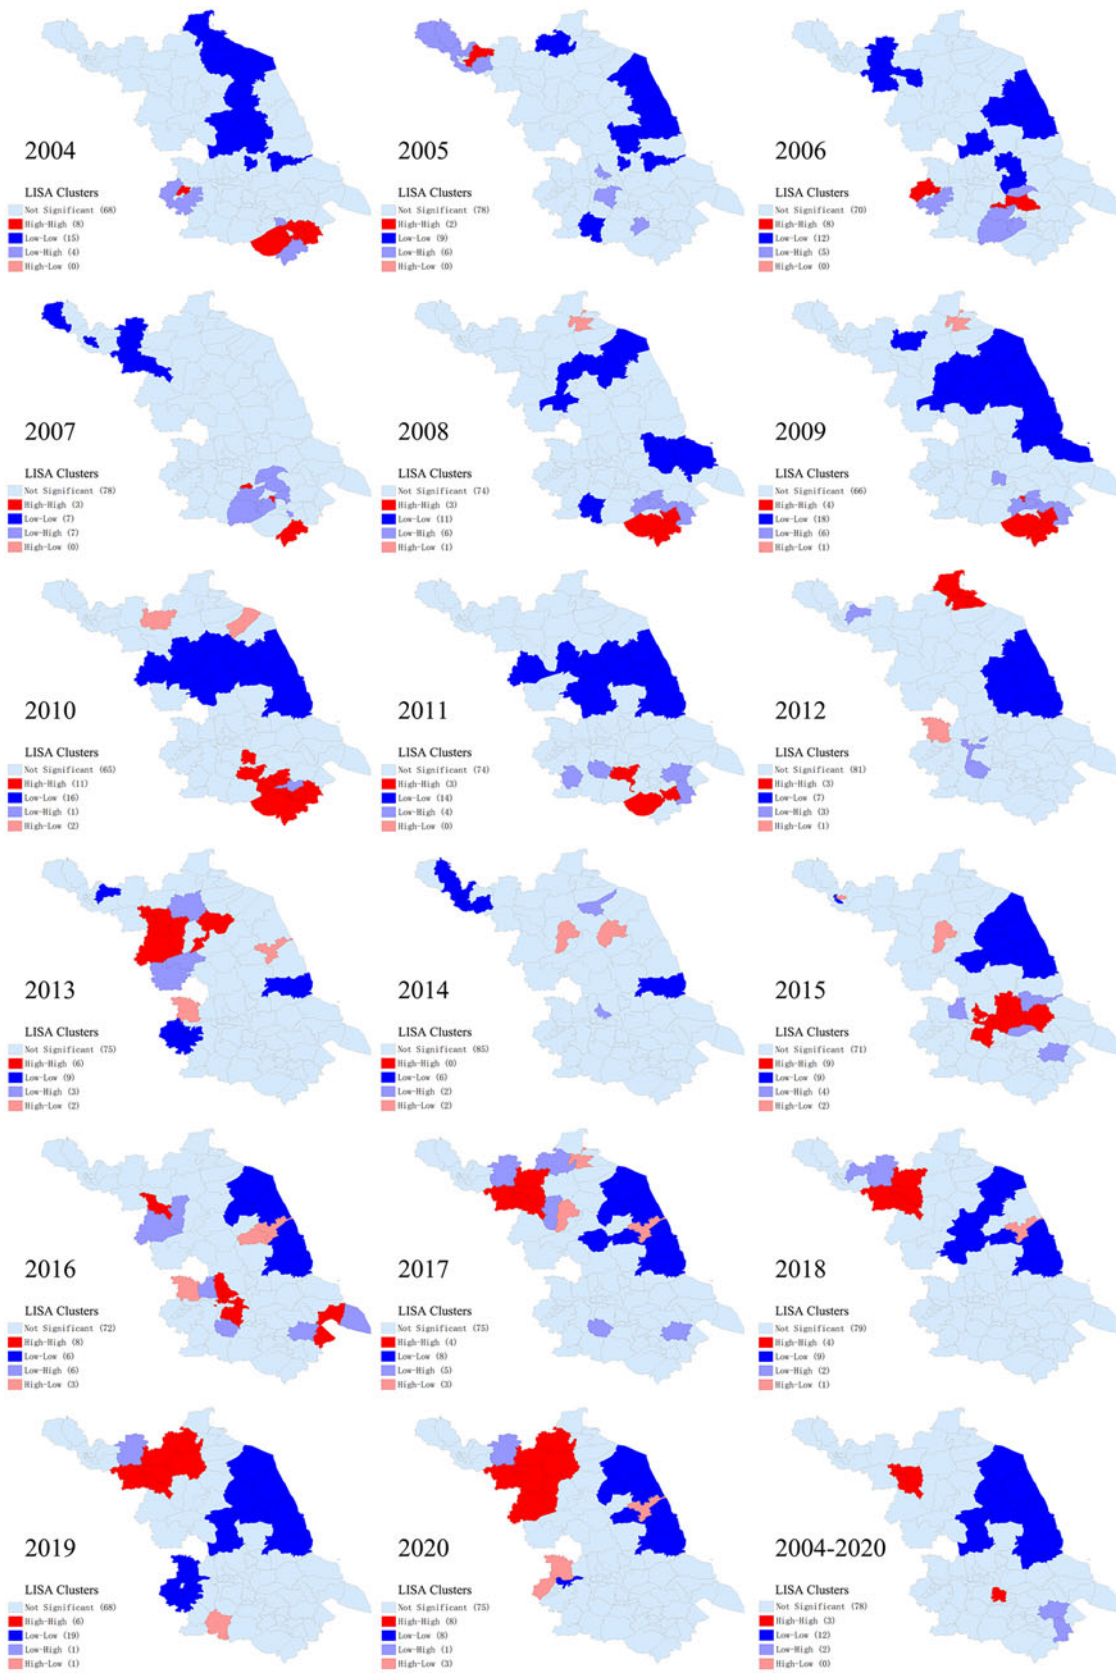 2004
LISA Clusters
Not Significant (68)
High-High (8)
Low-Low (15)
Low-High (4)
High-Low (0)
2005
LISA Clusters
Not Significant (78)
High-High (2)
Low-Low (9)
Low-High (6)
High-Low (0)
2006
LISA Clusters
Not Significant (70)
High-High (8)
Low-Low (12)
Low-High (5)
High-Low (0)
2007
LISA Clusters
Not Significant (78)
High-High (3)
Low-Low (7)
Low-High (7)
High-Low (0)
2008
LISA Clusters
Not Significant (74)
High-High (3)
Low-Low (11)
Low-High (6)
High-Low (1)
2009
LISA Clusters
Not Significant (66)
High-High (4)
Low-Low (18)
Low-High (6)
High-Low (1)
2010
LISA Clusters
Not Significant (65)
High-High (11)
Low-Low (16)
Low-High (1)
High-Low (2)
2011
LISA Clusters
Not Significant (74)
High-High (3)
Low-Low (14)
Low-High (4)
High-Low (0)
2012
LISA Clusters
Not Significant (81)
High-High (3)
Low-Low (7)
Low-High (3)
High-Low (1)
2013
LISA Clusters
Not Significant (75)
High-High (6)
Low-Low (9)
Low-High (3)
High-Low (2)
2014
LISA Clusters
Not Significant (85)
High-High (0)
Low-Low (6)
Low-High (2)
High-Low (2)
2015
LISA Clusters
Not Significant (71)
High-High (9)
Low-Low (9)
Low-High (4)
High-Low (2)
2016
LISA Clusters
Not Significant (72)
High-High (8)
Low-Low (6)
Low-High (6)
High-Low (3)
2017
LISA Clusters
Not Significant (75)
High-High (4)
Low-Low (8)
Low-High (5)
High-Low (3)
2018
LISA Clusters
Not Significant (79)
High-High (4)
Low-Low (9)
Low-High (2)
High-Low (1)
2019
LISA Clusters
Not Significant (68)
High-High (6)
Low-Low (19)
Low-High (1)
High-Low (1)
2020
LISA Clusters
Not Significant (75)
High-High (8)
Low-Low (8)
Low-High (1)
High-Low (3)
2004-2020
LISA Clusters
Not Significant (78)
High-High (3)
Low-Low (12)
Low-High (2)
High-Low (0)